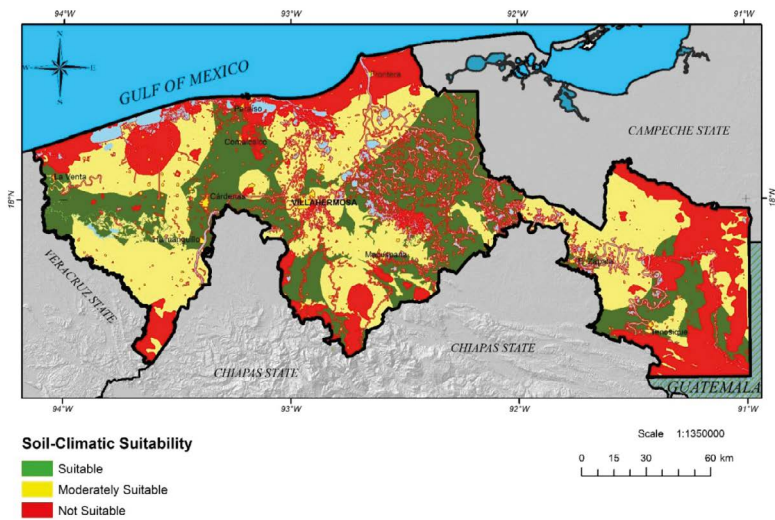 94°W
93°W
92°W
91°W
N
W
E
N
GULF OF MEXICO
Frontera
CAMPECHE STATE
Paraíso
Comalcalco
La Venta
18°N
Cárdenas
VILLAHERMOSA
18°N
Huimanguillo
Macuspana
VERACRUZ STATE
Tenosique
CHIAPAS STATE
CHIAPAS STATE
GUATEMALA
94°W
93°W
92°W
91°W
Soil-Climatic Suitability
Scale 1:1350000
Suitable
0 15 30 60 km
Moderately Suitable
Not Suitable